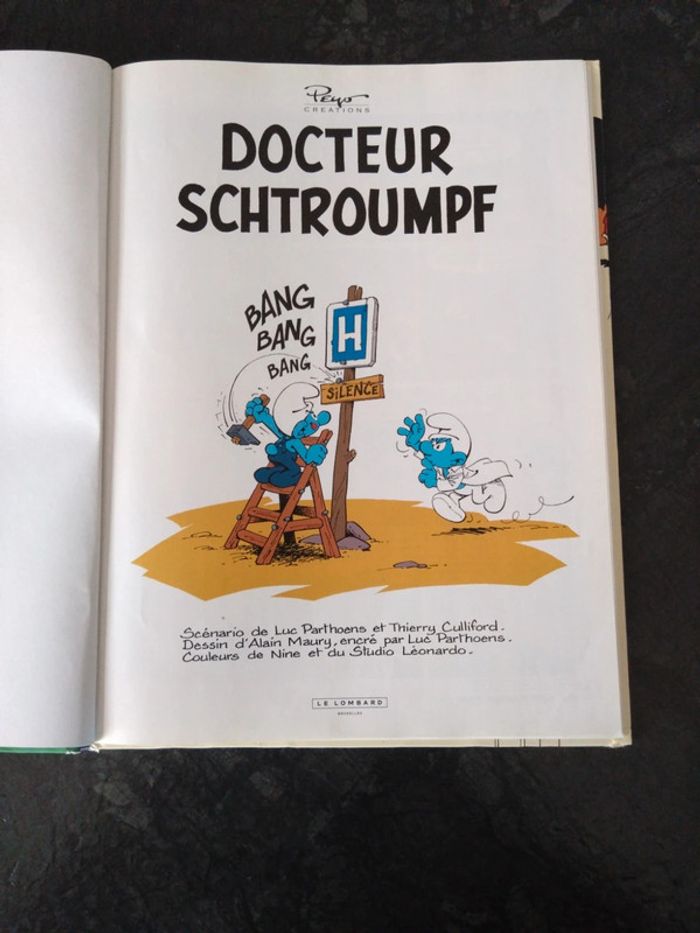 Peyo
CREATIONS
DOCTEUR
SCHTROUMPF
BANG
BANG
BANG
H
SILENCE
Scénario de Luc Parthoens et Thierry Culliford.
Dessin d'Alain Maury, encré par Luc Parthoens.
Couleurs de Nine et du Studio Léonardo.
LE LOMBARD
BRUXELLES